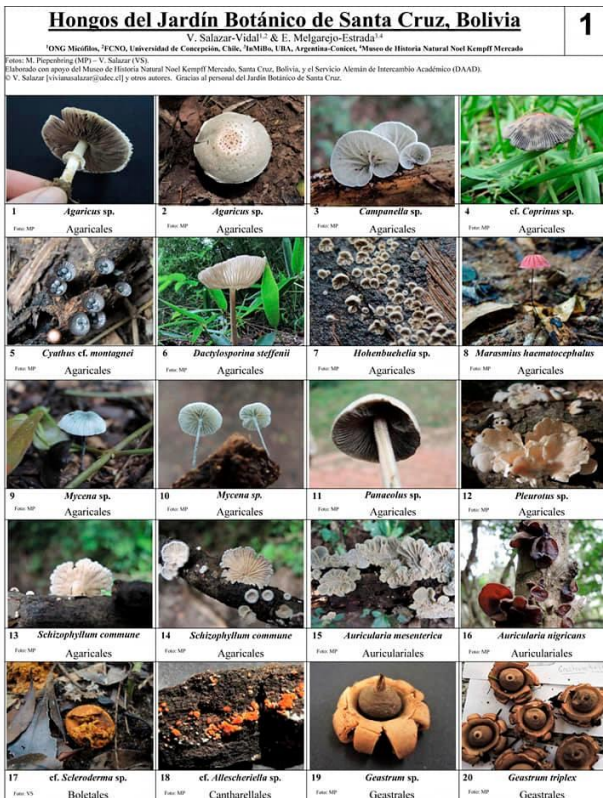 Hongos del Jardín Botánico de Santa Cruz, Bolivia
1
V. Salazar-Vidal¹,² & E. Melgarejo-Estrada³,⁴
¹ONG Micófilos, ²FCNO, Universidad de Concepción, Chile, ³InMiBo, UBA, Argentina-Conicet, ⁴Museo de Historia Natural Noel Kempff Mercado
Fotos: M. Piepenbring (MP) – V. Salazar (VS).
Elaborado con apoyo del Museo de Historia Natural Noel Kempff Mercado, Santa Cruz, Bolivia, y el Servicio Alemán de Intercambio Académico (DAAD).
© V. Salazar [vivianasalazar@udec.cl] y otros autores. Gracias al personal del Jardín Botánico de Santa Cruz.
1 Agaricus sp.
Foto: MP Agaricales
2 Agaricus sp.
Foto: MP Agaricales
3 Campanella sp.
Foto: MP Agaricales
4 cf. Coprinus sp.
Foto: MP Agaricales
5 Cyathus cf. montagnei
Foto: MP Agaricales
6 Dactylosporina steffenii
Foto: MP Agaricales
7 Hohenbuehelia sp.
Foto: MP Agaricales
8 Marasmius haematocephalus
Foto: MP Agaricales
9 Mycena sp.
Foto: MP Agaricales
10 Mycena sp.
Foto: MP Agaricales
11 Panaeolus sp.
Foto: MP Agaricales
12 Pleurotus sp.
Foto: MP Agaricales
13 Schizophyllum commune
Foto: MP Agaricales
14 Schizophyllum commune
Foto: MP Agaricales
15 Auricularia mesenterica
Foto: MP Auriculariales
16 Auricularia nigricans
Foto: MP Auriculariales
17 cf. Scleroderma sp.
Foto: VS Boletales
18 cf. Allescheriella sp.
Foto: MP Cantharellales
19 Geastrum sp.
Foto: MP Geastrales
20 Geastrum triplex
Foto: MP Geastrales